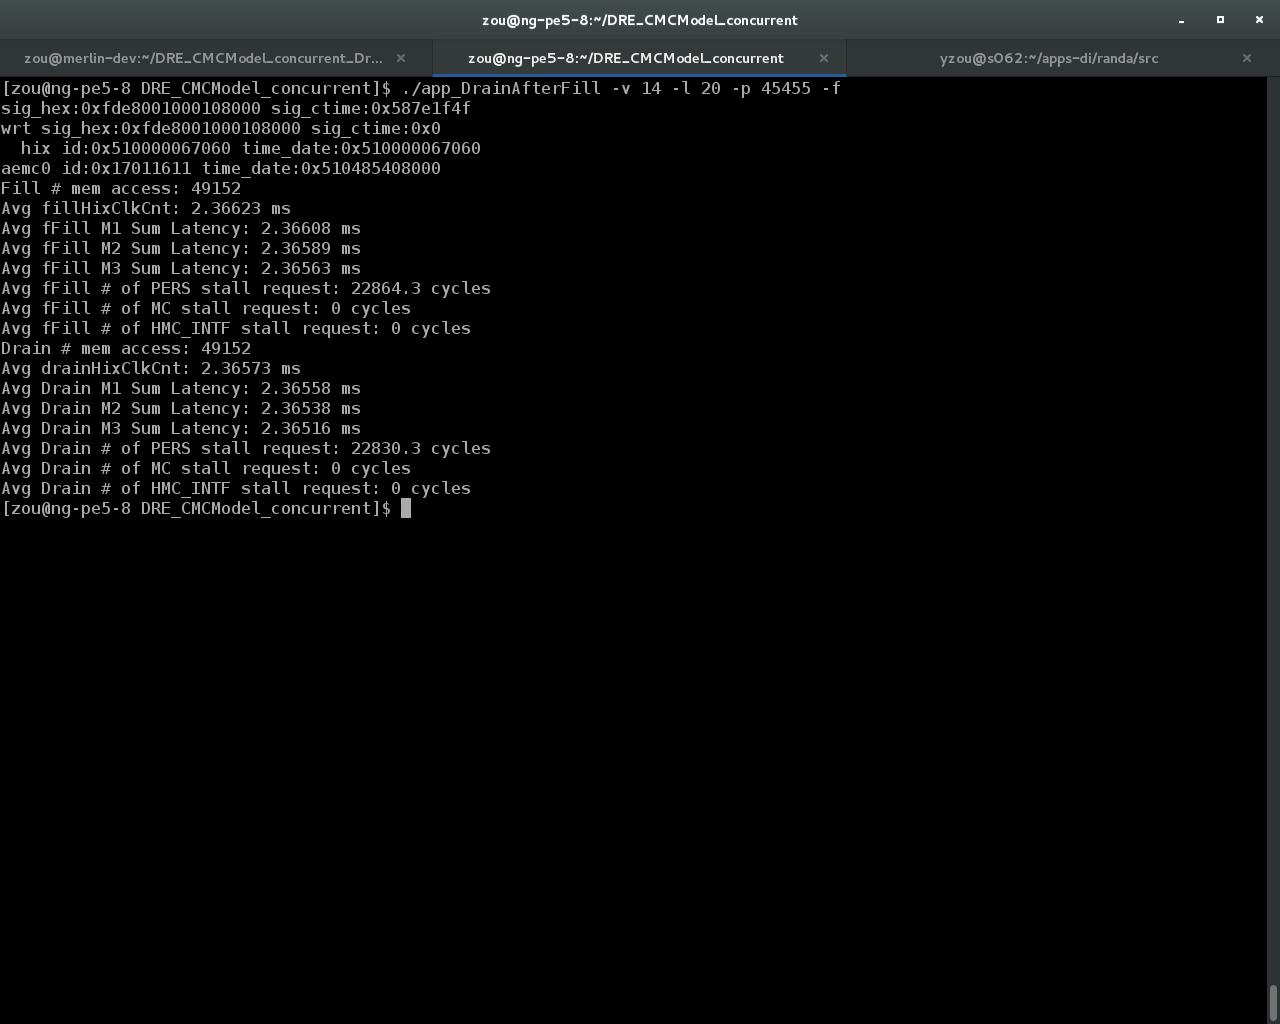 zou@ng-pe5-8:~/DRE_CMCModel_concurrent
zou@merlin-dev:~/DRE_CMCModel_concurrent_Dr... zou@ng-pe5-8:~/DRE_CMCModel_concurrent yzou@s062:~/apps-di/randa/src
[zou@ng-pe5-8 DRE_CMCModel_concurrent]$ ./app_DrainAfterFill -v 14 -l 20 -p 45455 -f
sig_hex:0xfde8001000108000 sig_ctime:0x587e1f4f
wrt sig_hex:0xfde8001000108000 sig_ctime:0x0
  hix id:0x510000067060 time_date:0x510000067060
aemc0 id:0x17011611 time_date:0x510485408000
Fill # mem access: 49152
Avg fillHixClkCnt: 2.36623 ms
Avg fFill M1 Sum Latency: 2.36608 ms
Avg fFill M2 Sum Latency: 2.36589 ms
Avg fFill M3 Sum Latency: 2.36563 ms
Avg fFill # of PERS stall request: 22864.3 cycles
Avg fFill # of MC stall request: 0 cycles
Avg fFill # of HMC_INTF stall request: 0 cycles
Drain # mem access: 49152
Avg drainHixClkCnt: 2.36573 ms
Avg Drain M1 Sum Latency: 2.36558 ms
Avg Drain M2 Sum Latency: 2.36538 ms
Avg Drain M3 Sum Latency: 2.36516 ms
Avg Drain # of PERS stall request: 22830.3 cycles
Avg Drain # of MC stall request: 0 cycles
Avg Drain # of HMC_INTF stall request: 0 cycles
[zou@ng-pe5-8 DRE_CMCModel_concurrent]$